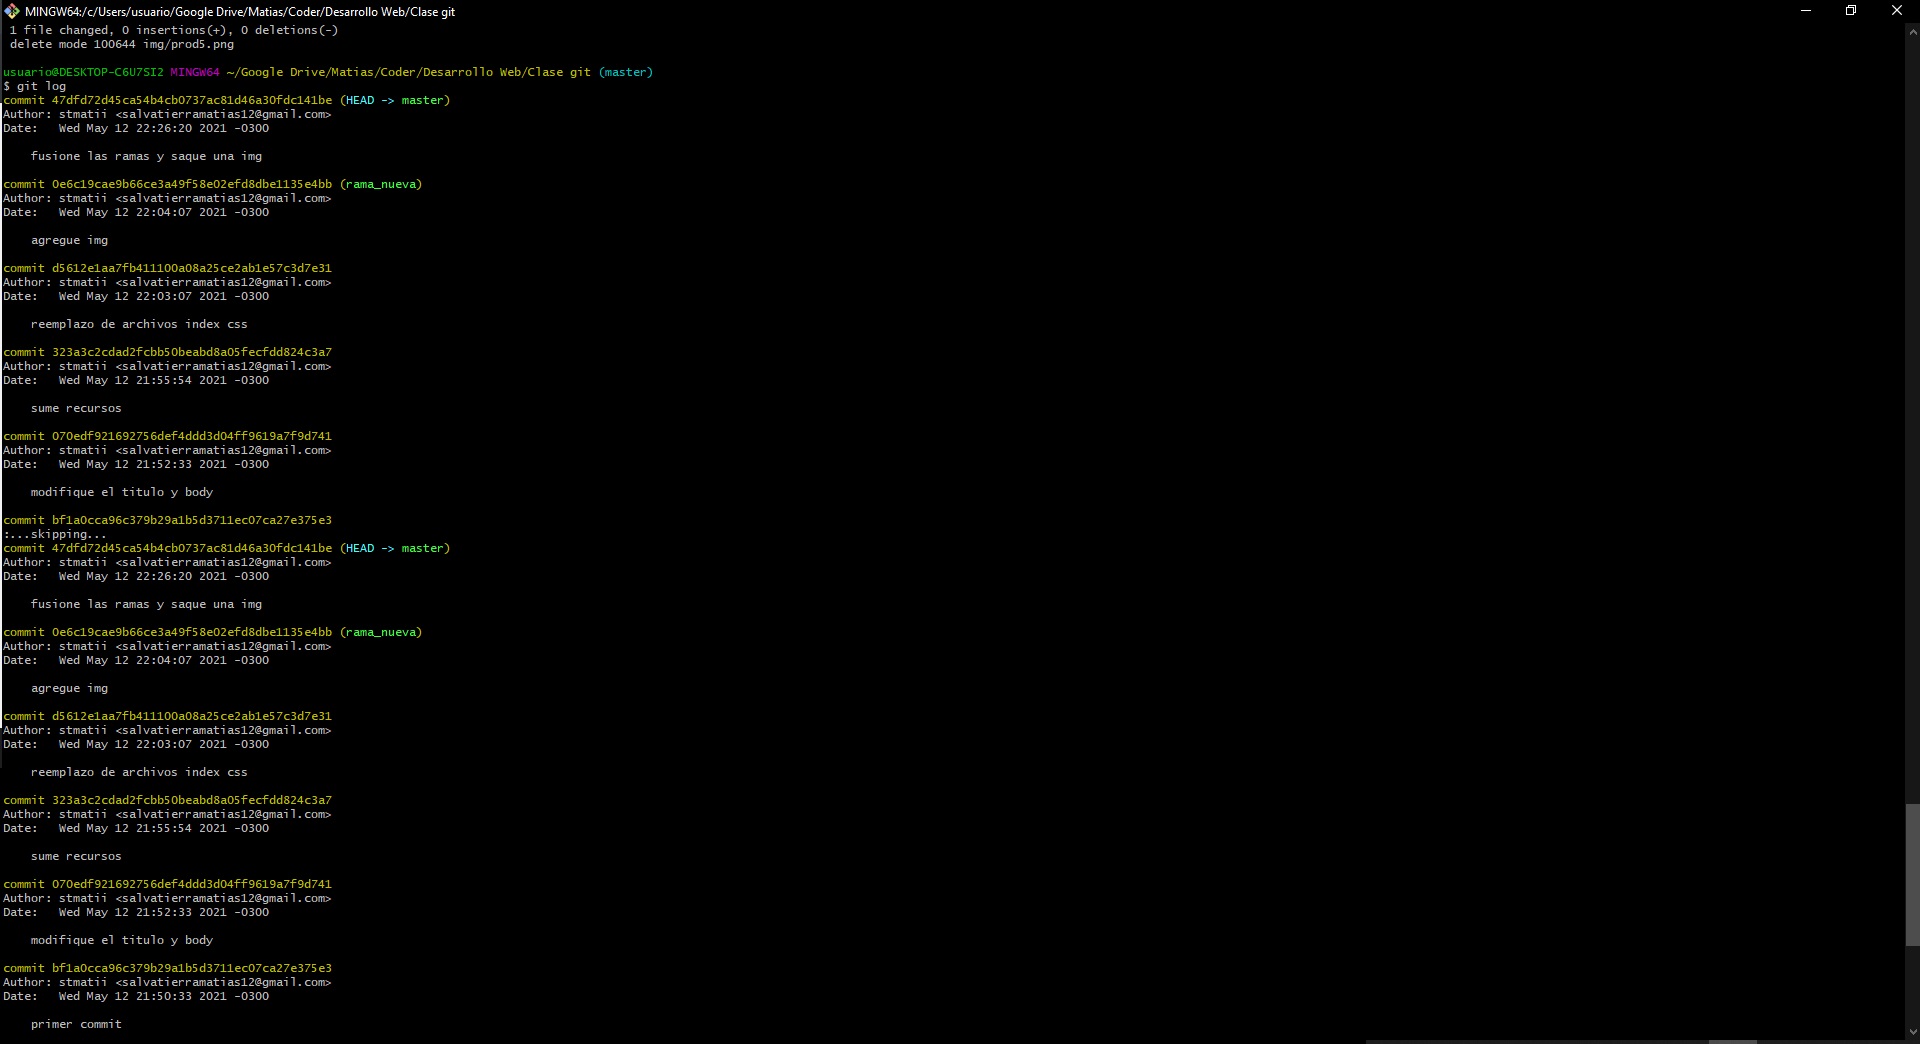 MINGW64:/c/Users/usuario/Google Drive/Matias/Coder/Desarrollo Web/Clase git
1 file changed, 0 insertions(+), 0 deletions(-)
delete mode 100644 img/prod5.png
usuario@DESKTOP-C6U7SI2 MINGW64 ~/Google Drive/Matias/Coder/Desarrollo Web/Clase git (master)
$ git log
commit 47dfd72d45ca54b4cb0737ac81d46a30fdc141be (HEAD -> master)
Author: stmatii <salvatierramatias12@gmail.com>
Date:   Wed May 12 22:26:20 2021 -0300
fusione las ramas y saque una img
commit 0e6c19cae9b66ce3a49f58e02efd8dbe1135e4bb (rama_nueva)
Author: stmatii <salvatierramatias12@gmail.com>
Date:   Wed May 12 22:04:07 2021 -0300
agregue img
commit d5612e1aa7fb411100a08a25ce2ab1e57c3d7e31
Author: stmatii <salvatierramatias12@gmail.com>
Date:   Wed May 12 22:03:07 2021 -0300
reemplazo de archivos index css
commit 323a3c2cdad2fcbb50beabd8a05fecfdd824c3a7
Author: stmatii <salvatierramatias12@gmail.com>
Date:   Wed May 12 21:55:54 2021 -0300
sume recursos
commit 070edf921692756def4ddd3d04ff9619a7f9d741
Author: stmatii <salvatierramatias12@gmail.com>
Date:   Wed May 12 21:52:33 2021 -0300
modifique el titulo y body
commit bf1a0cca96c379b29a1b5d3711ec07ca27e375e3
:...skipping...
commit 47dfd72d45ca54b4cb0737ac81d46a30fdc141be (HEAD -> master)
Author: stmatii <salvatierramatias12@gmail.com>
Date:   Wed May 12 22:26:20 2021 -0300
fusione las ramas y saque una img
commit 0e6c19cae9b66ce3a49f58e02efd8dbe1135e4bb (rama_nueva)
Author: stmatii <salvatierramatias12@gmail.com>
Date:   Wed May 12 22:04:07 2021 -0300
agregue img
commit d5612e1aa7fb411100a08a25ce2ab1e57c3d7e31
Author: stmatii <salvatierramatias12@gmail.com>
Date:   Wed May 12 22:03:07 2021 -0300
reemplazo de archivos index css
commit 323a3c2cdad2fcbb50beabd8a05fecfdd824c3a7
Author: stmatii <salvatierramatias12@gmail.com>
Date:   Wed May 12 21:55:54 2021 -0300
sume recursos
commit 070edf921692756def4ddd3d04ff9619a7f9d741
Author: stmatii <salvatierramatias12@gmail.com>
Date:   Wed May 12 21:52:33 2021 -0300
modifique el titulo y body
commit bf1a0cca96c379b29a1b5d3711ec07ca27e375e3
Author: stmatii <salvatierramatias12@gmail.com>
Date:   Wed May 12 21:50:33 2021 -0300
primer commit